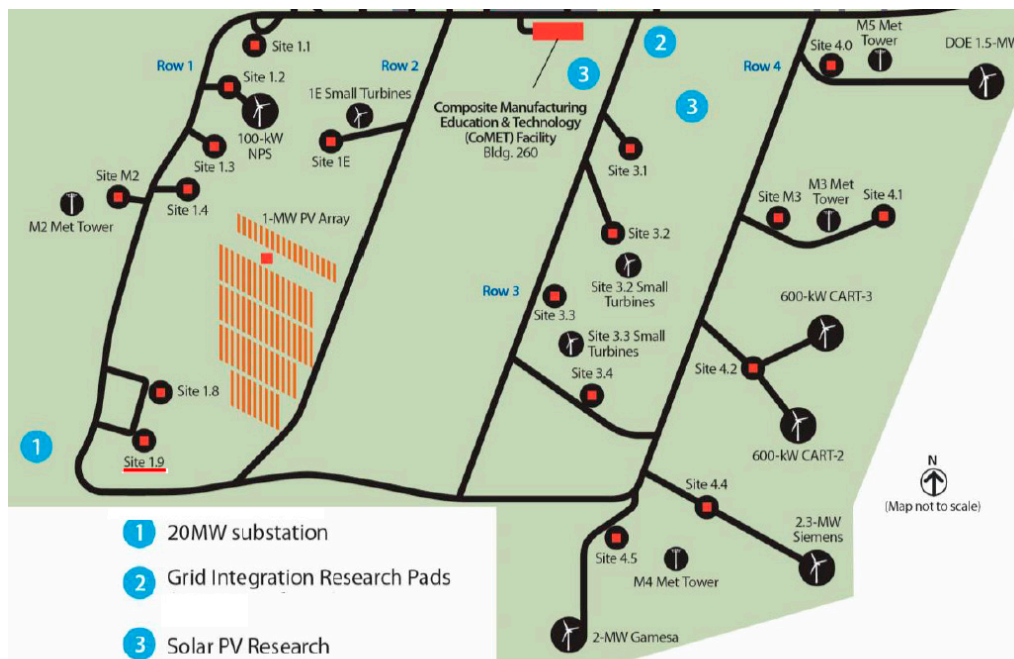 Site 1.1
Row 1
Site 1.2
100-kW
NPS
Site 1.3
Site M2
Site 1.4
M2 Met Tower
1-MW PV Array
Row 2
1E Small Turbines
Site 1E
Composite Manufacturing
Education & Technology
(CoMET) Facility
Bldg. 260
3
2
3
Row 4
Site 4.0
M5 Met
Tower
DOE 1.5-MW
Site 3.1
Site 3.2
Site 3.2 Small
Turbines
Row 3
Site 3.3
Site 3.3 Small
Turbines
Site 3.4
Site M3
M3 Met
Tower
Site 4.1
600-kW CART-3
Site 4.2
600-kW CART-2
Site 1.8
1
Site 1.9
N
(Map not to scale)
Site 4.4
2.3-MW
Siemens
Site 4.5
M4 Met Tower
2-MW Gamesa
1 20MW substation
2 Grid Integration Research Pads
3 Solar PV Research